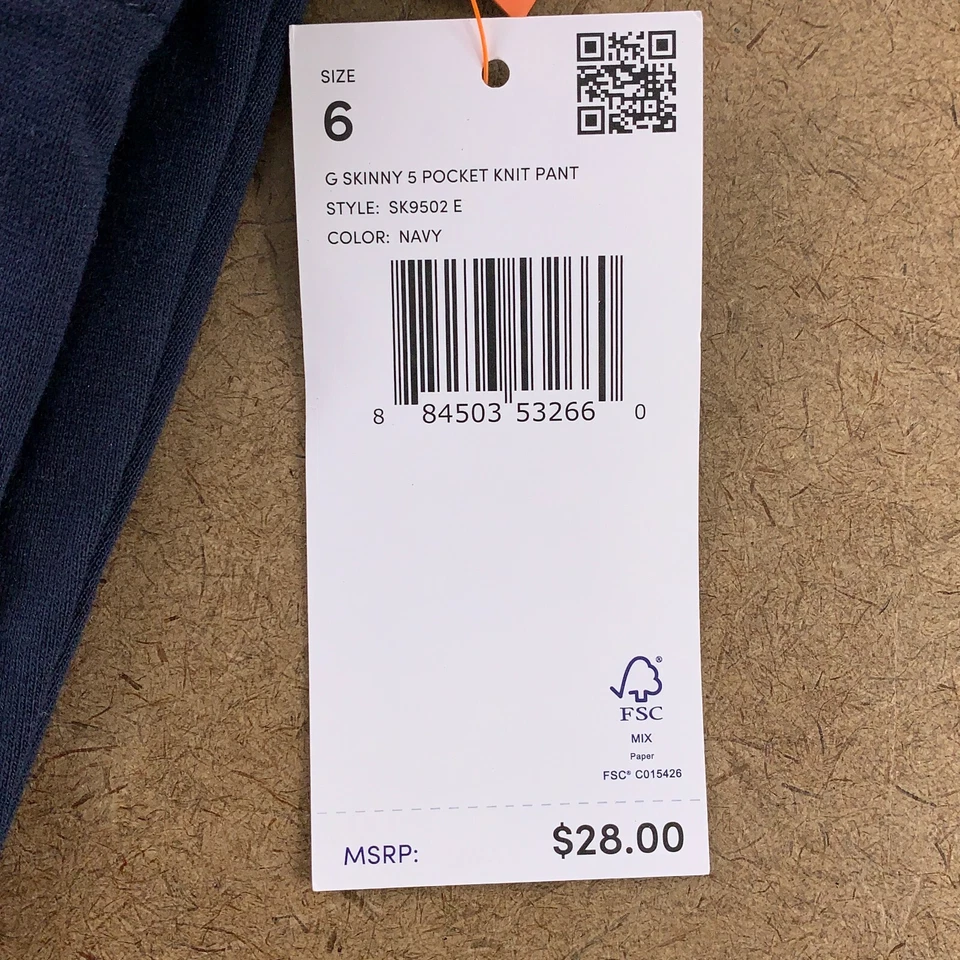 SIZE
6
G SKINNY 5 POCKET KNIT PANT
STYLE: SK9502 E
COLOR: NAVY
8 84503 53266 0
®
FSC
MIX
Paper
FSC® C015426
MSRP: $28.00